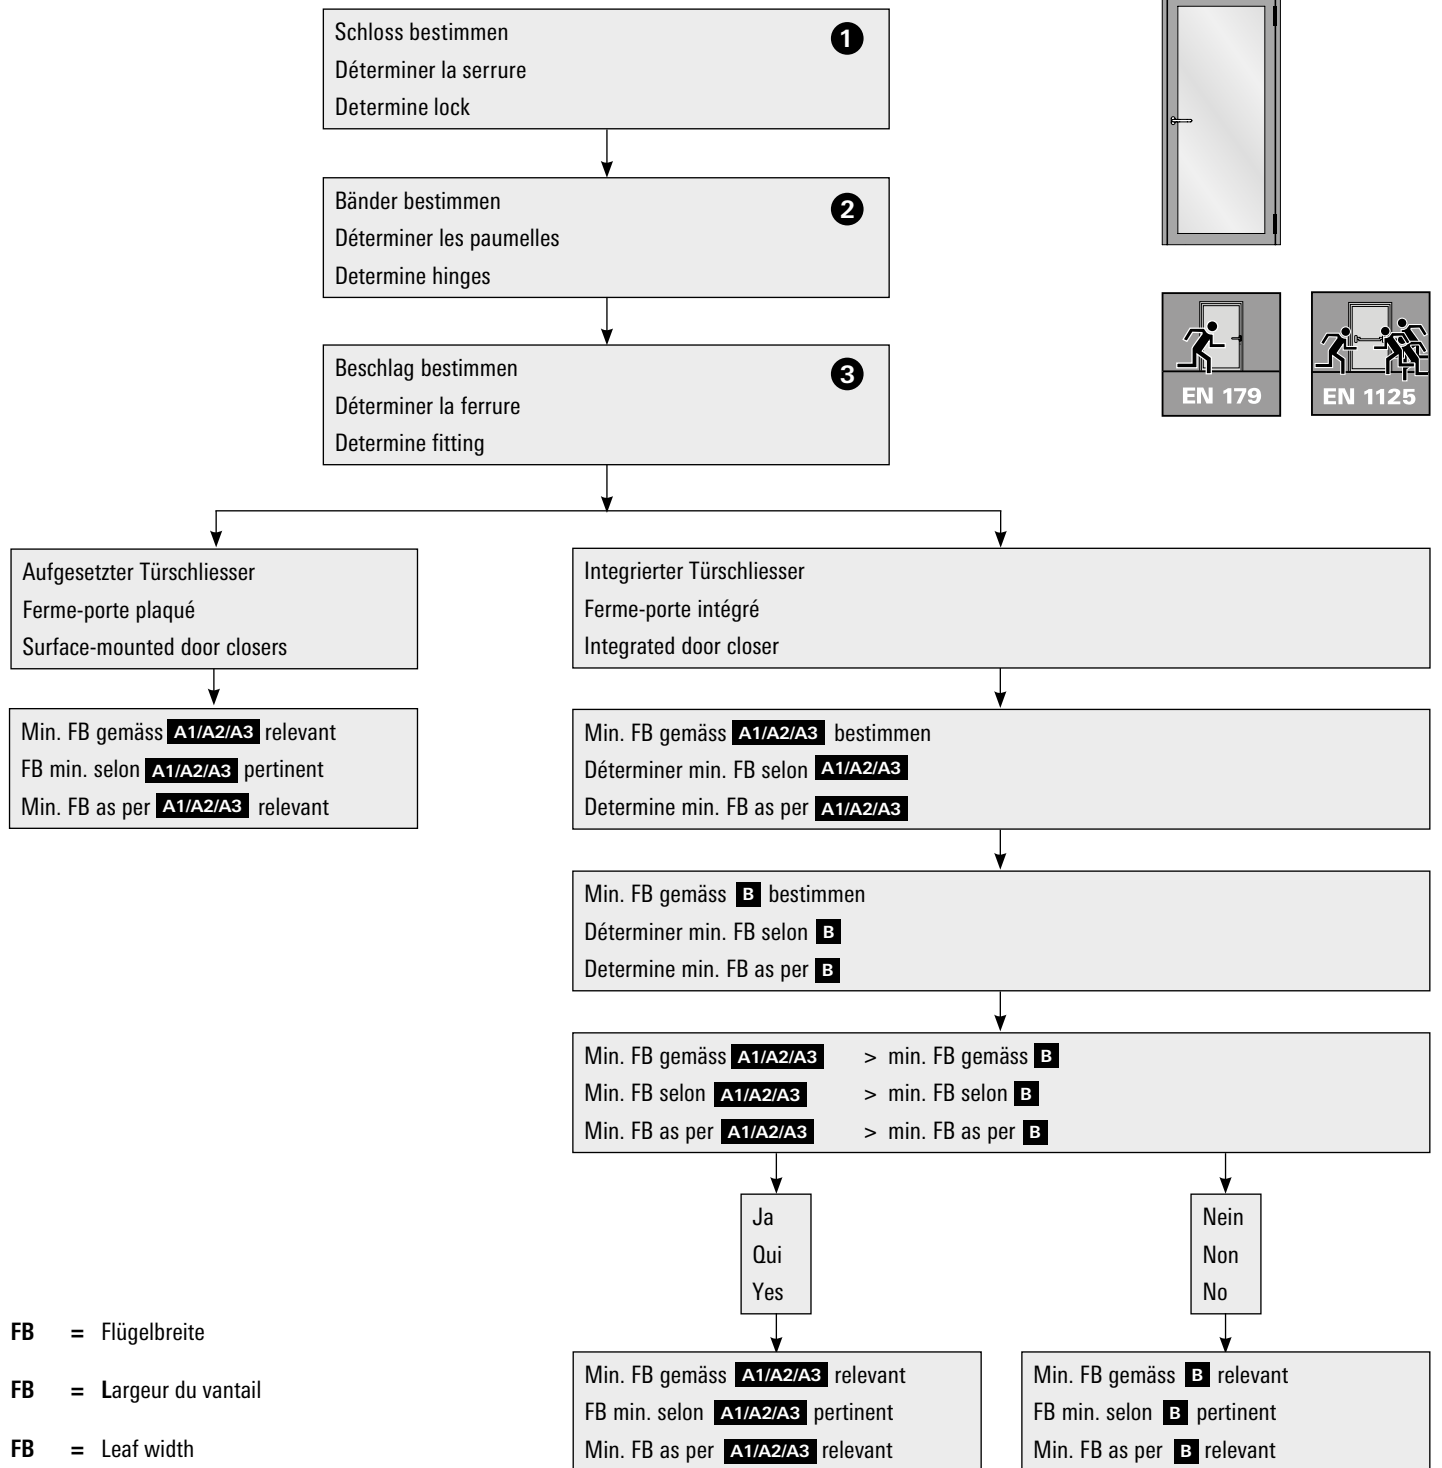 Schloss bestimmen
1
Déterminer la serrure
Determine lock
Bänder bestimmen
2
Déterminer les paumelles
Determine hinges
Beschlag bestimmen
3
Déterminer la ferrure
Determine fitting
EN 179
EN 1125
Aufgesetzter Türschliesser
Ferme-porte plaqué
Surface-mounted door closers
Integrierter Türschliesser
Ferme-porte intégré
Integrated door closer
Min. FB gemäss A1/A2/A3 relevant
FB min. selon A1/A2/A3 pertinent
Min. FB as per A1/A2/A3 relevant
Min. FB gemäss A1/A2/A3 bestimmen
Déterminer min. FB selon A1/A2/A3
Determine min. FB as per A1/A2/A3
Min. FB gemäss B bestimmen
Déterminer min. FB selon B
Determine min. FB as per B
Min. FB gemäss A1/A2/A3 > min. FB gemäss B
Min. FB selon A1/A2/A3 > min. FB selon B
Min. FB as per A1/A2/A3 > min. FB as per B
Ja
Qui
Yes
Nein
Non
No
Min. FB gemäss A1/A2/A3 relevant
FB min. selon A1/A2/A3 pertinent
Min. FB as per A1/A2/A3 relevant
Min. FB gemäss B relevant
FB min. selon B pertinent
Min. FB as per B relevant
FB = Flügelbreite
FB = Largeur du vantail
FB = Leaf width